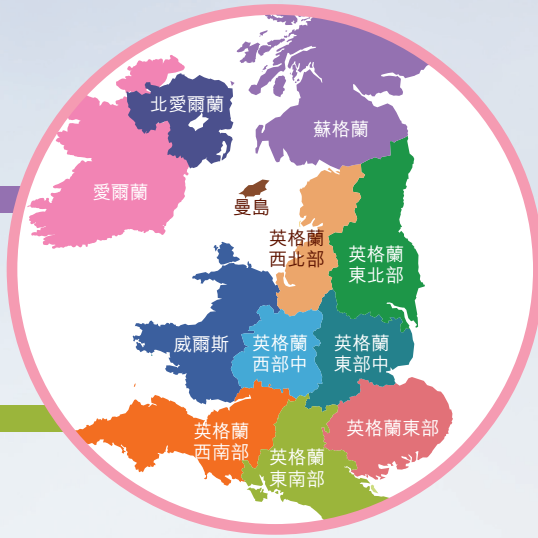 北愛爾蘭
蘇格蘭
愛爾蘭
曼島
英格蘭
西北部
英格蘭
東北部
威爾斯
英格蘭
西部中
英格蘭
東部中
英格蘭
西南部
英格蘭東部
英格蘭
東南部